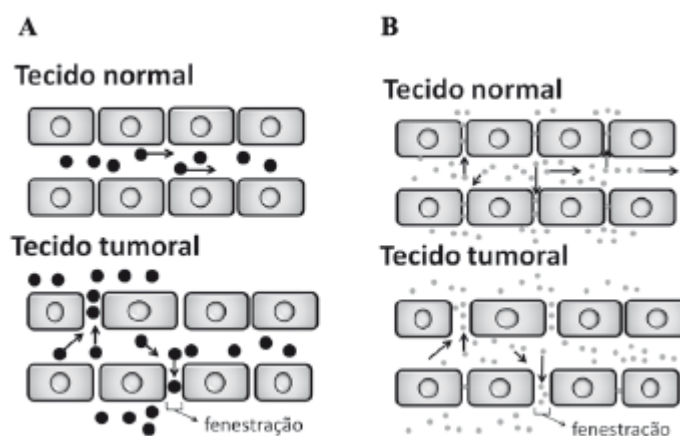 A
Tecido normal
Tecido tumoral
fenestração
B
Tecido normal
Tecido tumoral
fenestração